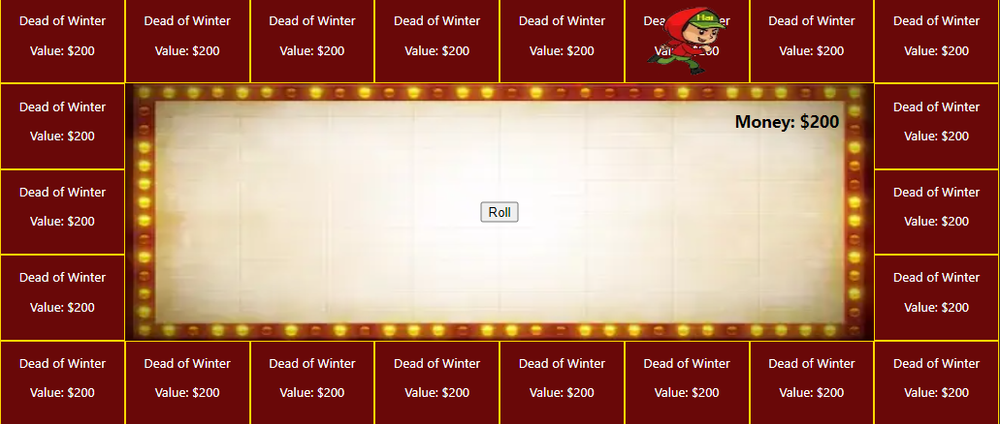 Dead of Winter Dead of Winter Dead of Winter Dead of Winter Dead of Winter Dea Hai Dead of Winter Dead of Winter
Value: $200 Value: $200 Value: $200 Value: $200 Value: $200 Value: $200 Value: $200
Dead of Winter Dead of Winter
Money: $200
Value: $200 Value: $200
Dead of Winter Dead of Winter
Roll
Value: $200 Value: $200
Dead of Winter Dead of Winter
Value: $200 Value: $200
Dead of Winter Dead of Winter Dead of Winter Dead of Winter Dead of Winter Dead of Winter Dead of Winter Dead of Winter
Value: $200 Value: $200 Value: $200 Value: $200 Value: $200 Value: $200 Value: $200 Value: $200